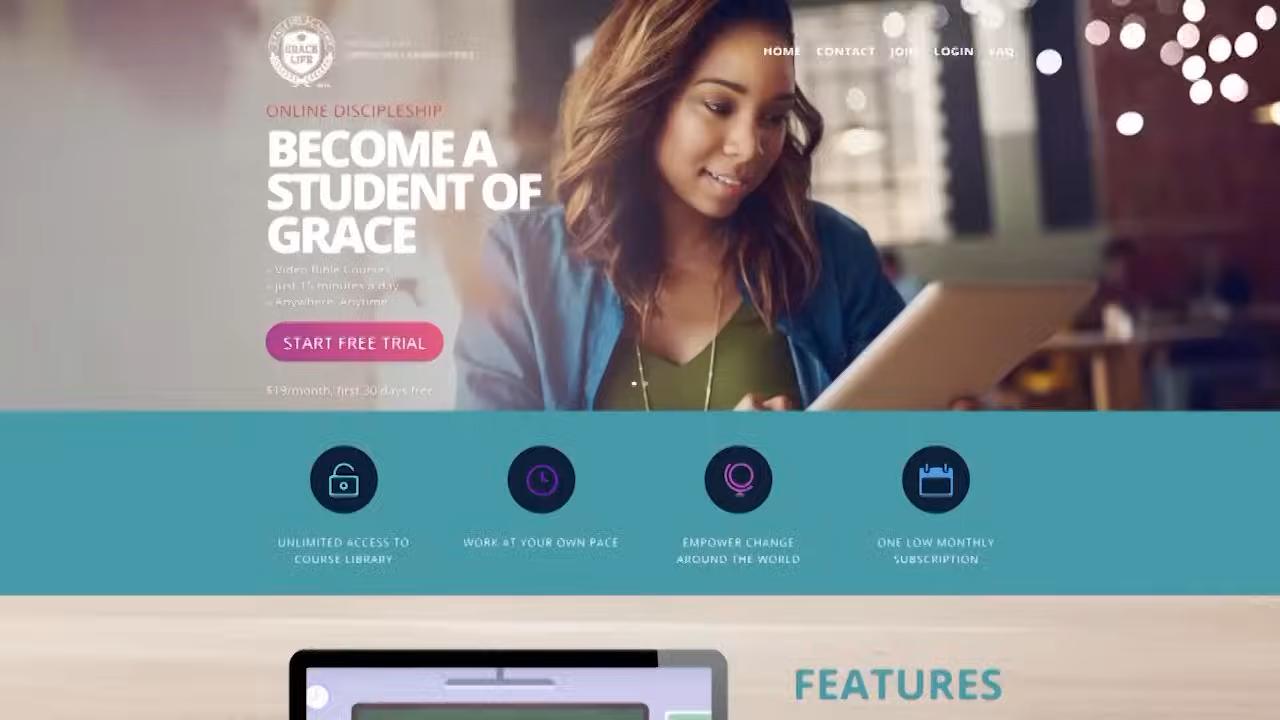 GRACE
LIFE
HOME CONTACT JOIN LOGIN FAQ
ONLINE DISCIPLESHIP
BECOME A
STUDENT OF
GRACE
- Video Bible Courses
- Just 15 minutes a day
- Anywhere. Anytime.
START FREE TRIAL
$19/month, first 30 days free
UNLIMITED ACCESS TO
COURSE LIBRARY
WORK AT YOUR OWN PACE
EMPOWER CHANGE
AROUND THE WORLD
ONE LOW MONTHLY
SUBSCRIPTION
FEATURES